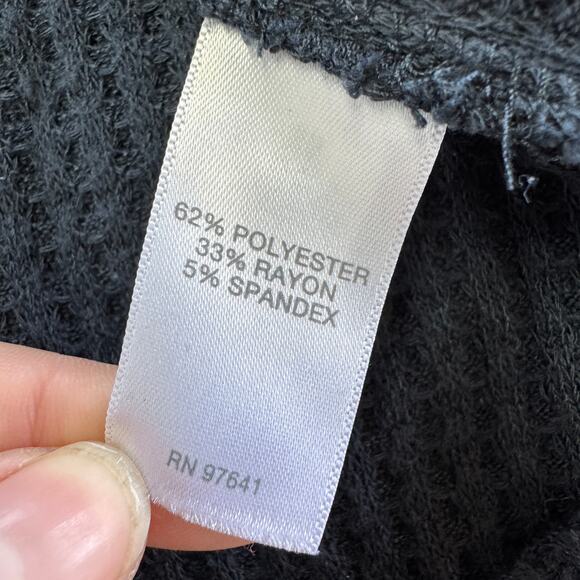 62% POLYESTER
33% RAYON
5% SPANDEX
RN 97641